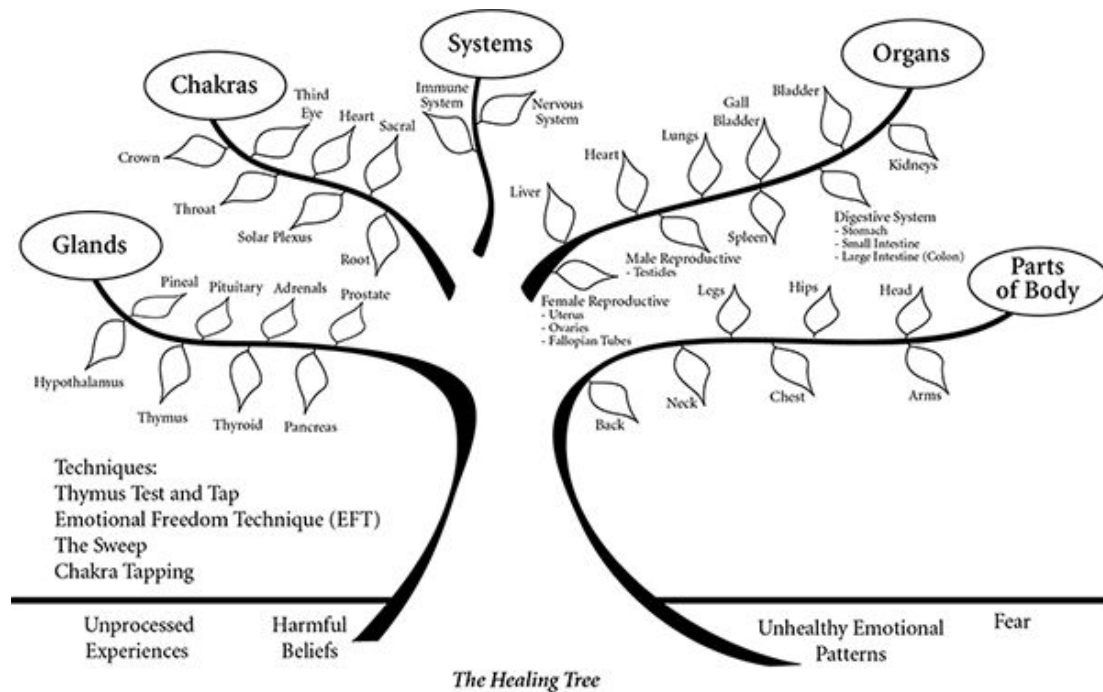 Systems
Organs
Chakras
Immune
System
Nervous
System
Bladder
Gall
Bladder
Third
Eye
Heart
Sacral
Crown
Throat
Solar Plexus
Root
Lungs
Heart
Liver
Kidneys
Spleen
Digestive System
- Stomach
- Small Intestine
- Large Intestine (Colon)
Male Reproductive
- Testicles
Female Reproductive
- Uterus
- Ovaries
- Fallopian Tubes
Glands
Pineal
Pituitary
Adrenals
Prostate
Hypothalamus
Thymus
Thyroid
Pancreas
Parts
of Body
Legs
Hips
Head
Back
Neck
Chest
Arms
Techniques:
Thymus Test and Tap
Emotional Freedom Technique (EFT)
The Sweep
Chakra Tapping
Unprocessed
Experiences
Harmful
Beliefs
Unhealthy Emotional
Patterns
Fear
The Healing Tree